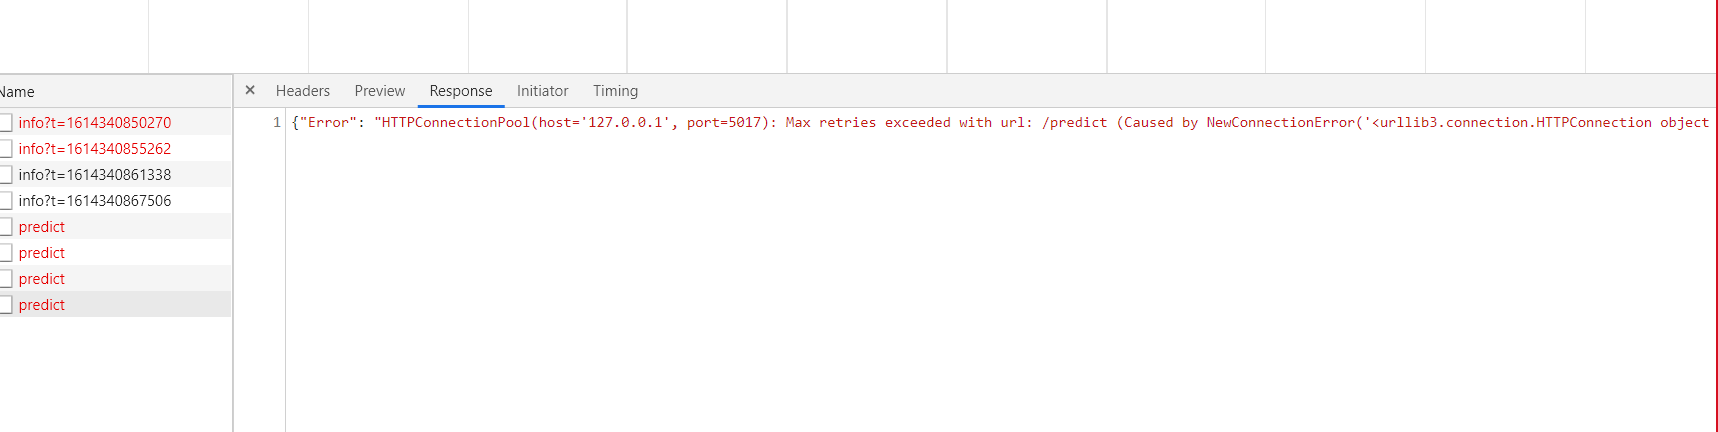 Name
× Headers Preview Response Initiator Timing
info?t=1614340850270
info?t=1614340855262
info?t=1614340861338
info?t=1614340867506
predict
predict
predict
predict
1 {"Error": "HTTPConnectionPool(host='127.0.0.1', port=5017): Max retries exceeded with url: /predict (Caused by NewConnectionError('<urllib3.connection.HTTPConnection object